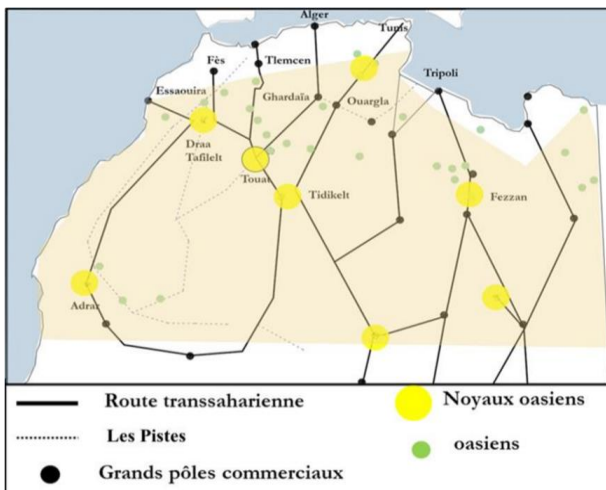 Alger
Tunis
Fès
Tlemcen
Tripoli
Essaouira
Ghardaïa
Ouargla
Draa
Tafilelt
Touat
Tidikelt
Fezzan
Adrar
Route transsaharienne
Noyaux oasiens
Les Pistes
oasiens
Grands pôles commerciaux